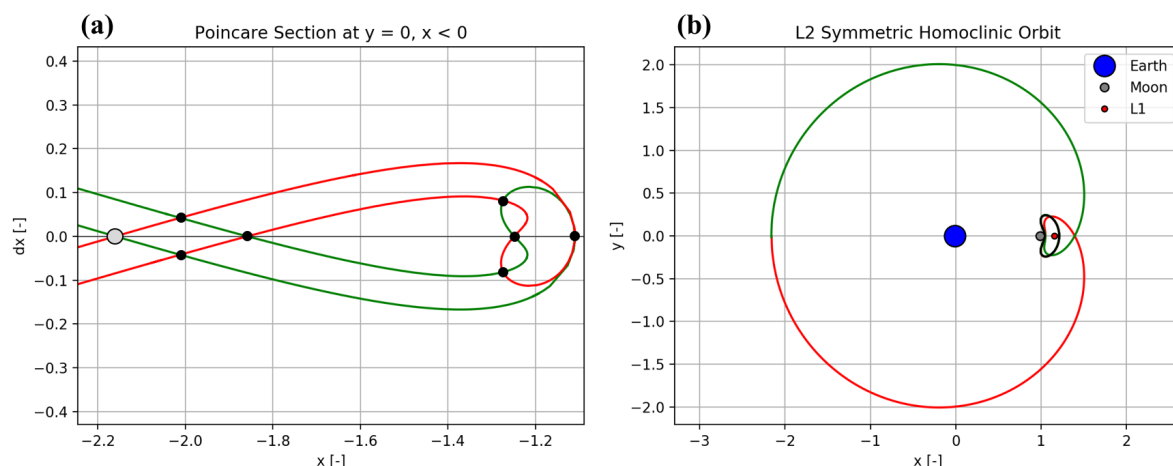 (a)
Poincare Section at y = 0, x < 0
0.4
0.3
0.2
0.1
0.0
−0.1
−0.2
−0.3
−0.4
dx [-]
−2.2
−2.0
−1.8
−1.6
−1.4
−1.2
x [-]
(b)
L2 Symmetric Homoclinic Orbit
Earth
Moon
L1
2.0
1.5
1.0
0.5
0.0
−0.5
−1.0
−1.5
−2.0
y [-]
−3
−2
−1
0
1
2
x [-]